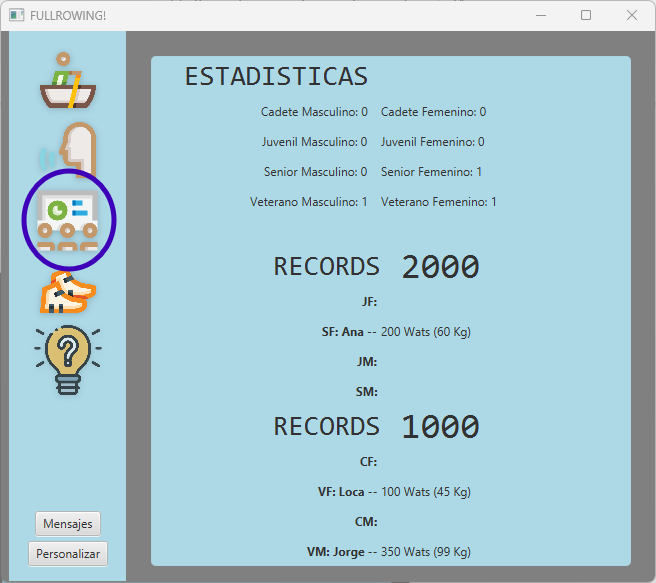 FULLROWING!
ESTADISTICAS
Cadete Masculino: 0 Cadete Femenino: 0
Juvenil Masculino: 0 Juvenil Femenino: 0
Senior Masculino: 0 Senior Femenino: 1
Veterano Masculino: 1 Veterano Femenino: 1
RECORDS 2000
JF:
SF: Ana -- 200 Wats (60 Kg)
JM:
SM:
RECORDS 1000
CF:
VF: Loca -- 100 Wats (45 Kg)
CM:
VM: Jorge -- 350 Wats (99 Kg)
Mensajes
Personalizar